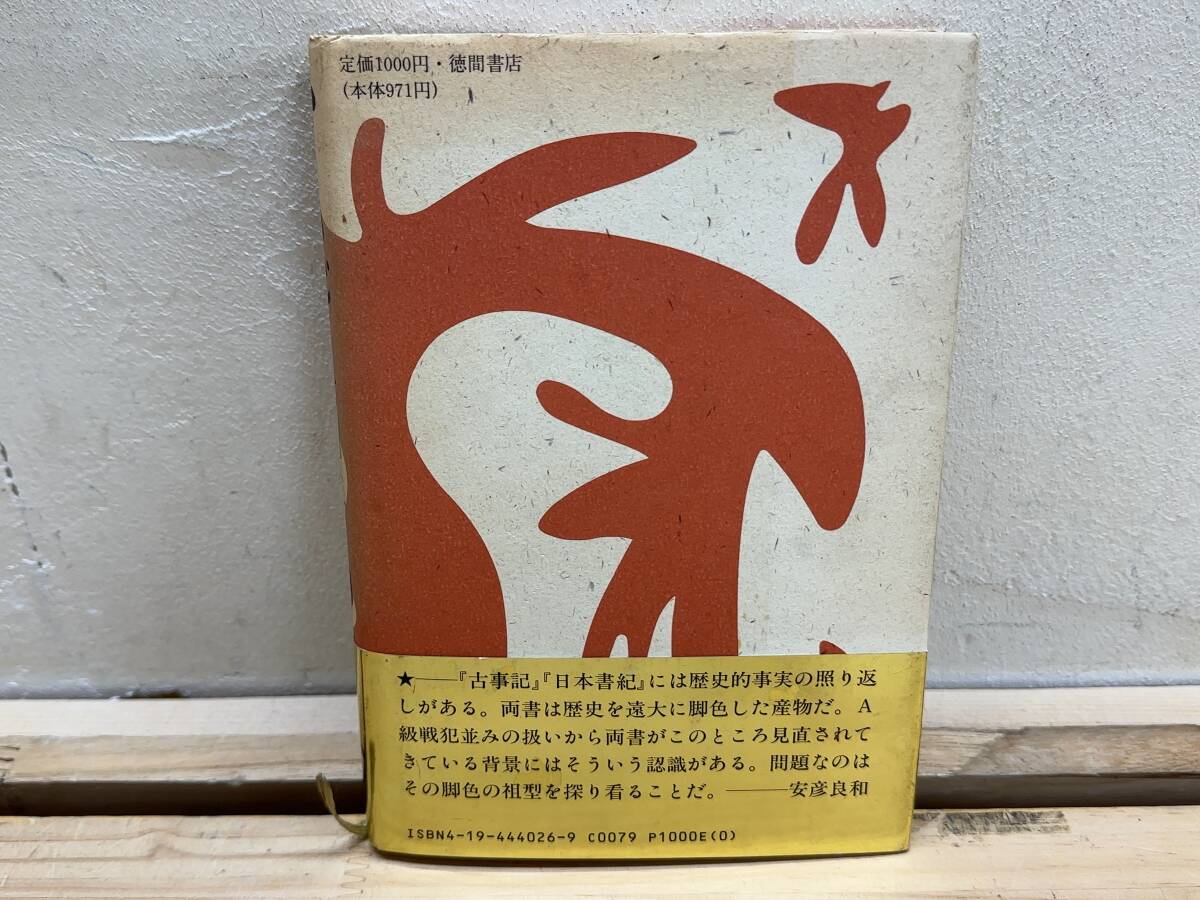 定価1000円・徳間書店
(本体971円)
★──『古事記』『日本書紀』には歴史的事実の照り返
しがある。両書は歴史を遠大に脚色した産物だ。A
級戦犯並みの扱いから両書がこのところ見直されて
きている背景にはそういう認識がある。問題なのは
その脚色の祖型を探り看ることだ。──安彦良和
ISBN4-19-444026-9 C0079 P1000E(0)